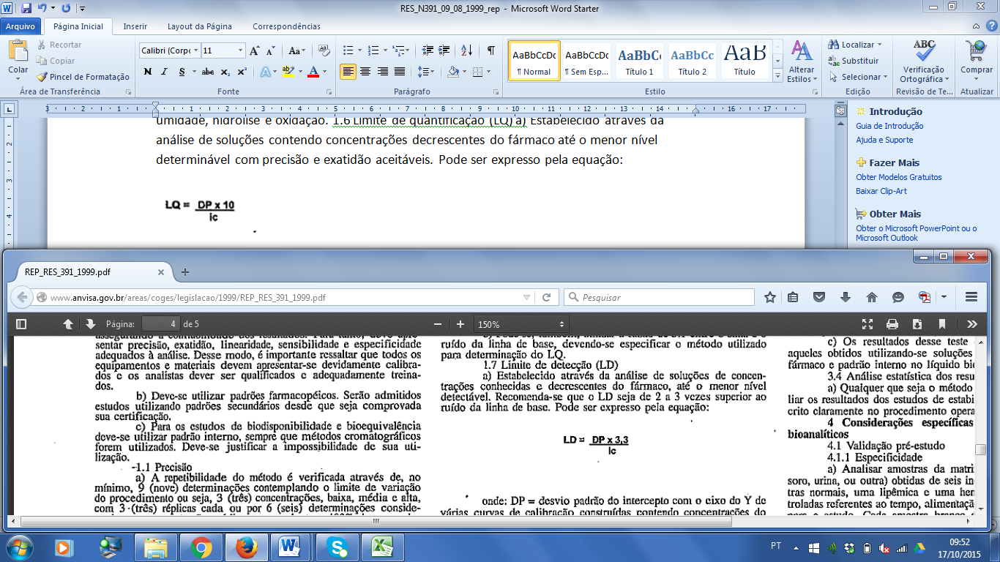 RES_N391_09_08_1999_rep - Microsoft Word Starter
Arquivo Página Inicial Inserir Layout da Página Correspondências
Colar
Recortar
Copiar
Pincel de Formatação
Área de Transferência
Calibri (Corpo 11
Fonte
Parágrafo
AaBbCcDc AaBbCcDc AaBbC AaBbCc AaB
¶ Normal ¶ Sem Esp... Título 1 Título 2 Título
Alterar Estilos
Estilo
Localizar
Substituir
Selecionar
Edição
Verificação Ortográfica
Revisão de Te...
Comprar
Atualizar
umidade, hidrólise e oxidação. 1.6 Limite de quantificação (LQ) a) Estabelecido através da
análise de soluções contendo concentrações decrescentes do fármaco até o menor nível
determinável com precisão e exatidão aceitáveis. Pode ser expresso pela equação:
LQ = DP x 10
Ic
Introdução
Guia de Introdução
Ajuda e Suporte
Fazer Mais
Obter Modelos Gratuitos
Baixar Clip-Art
Obter Mais
Obter o Microsoft PowerPoint ou o
Microsoft Outlook
REP_RES_391_1999.pdf
www.anvisa.gov.br/areas/coges/legislacao/1999/REP_RES_391_1999.pdf
Pesquisar
Página: 4 de 5
150%
sentar precisão, exatidão, linearidade, sensibilidade e especificidade
adequados à análise. Desse modo, é importante ressaltar que todos os
equipamentos e materiais devem apresentar-se devidamente calibra-
dos e os analistas dever ser qualificados e adequadamente treina-
dos.
b) Deve-se utilizar padrões farmacopéicos. Serão admitidos
estudos utilizando padrões secundários desde que seja comprovada
sua certificação.
c) Para os estudos de biodisponibilidade e bioequivalência
deve-se utilizar padrão interno, sempre que métodos cromatográficos
forem utilizados. Deve-se justificar a impossibilidade de sua uti-
lização.
1.1 Precisão
a) A repetibilidade do método é verificada através de, no
mínimo, 9 (nove) determinações contemplando o limite de variação
do procedimento ou seja, 3 (três) concentrações, baixa, média e alta,
com 3 (três) réplicas cada ou por 6 (seis) determinações conside-
ruído da linha de base, devendo-se especificar o método utilizado
para determinação do LQ.
1.7 Limite de detecção (LD)
a) Estabelecido através da análise de soluções de concen-
trações conhecidas e decrescentes do fármaco, até o menor nível
detectável. Recomenda-se que o LD seja de 2 a 3 vezes superior ao
ruído da linha de base. Pode ser expresso pela equação:
LD = DP x 3,3
Ic
onde: DP = desvio padrão do intercepto com o eixo do Y de
várias curvas de calibração construídas contendo concentrações do
c) Os resultados desse teste
aqueles obtidos utilizando-se soluções
fármaco e padrão interno no líquido bi
3.4 Análise estatística dos resu
a) Qualquer que seja o método
liar os resultados dos estudos de estabi
crito claramente no procedimento opera
4 Considerações específicas
bioanalíticos
4.1 Validação pré-estudo
4.1.1 Especificidade
a) Analisar amostras da matri
soro, urina, ou outra) obtidas de seis in
tras normais, uma lipêmica e uma hen
troladas referentes ao tempo, alimentaçã
PT
09:52
17/10/2015